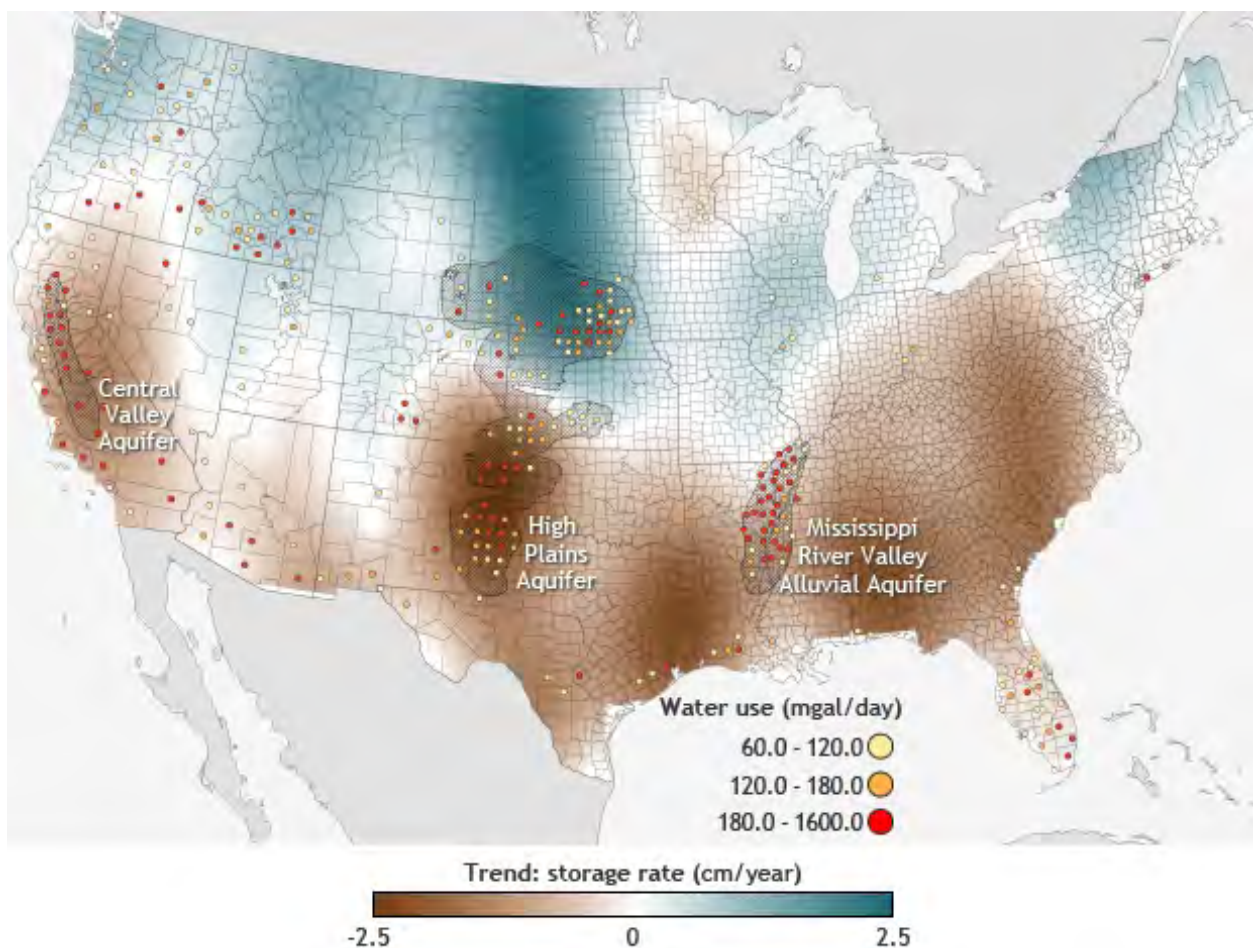 Central
Valley
Aquifer
High
Plains
Aquifer
Mississippi
River Valley
Alluvial Aquifer
Water use (mgal/day)
60.0 - 120.0
120.0 - 180.0
180.0 - 1600.0
Trend: storage rate (cm/year)
-2.5 0 2.5